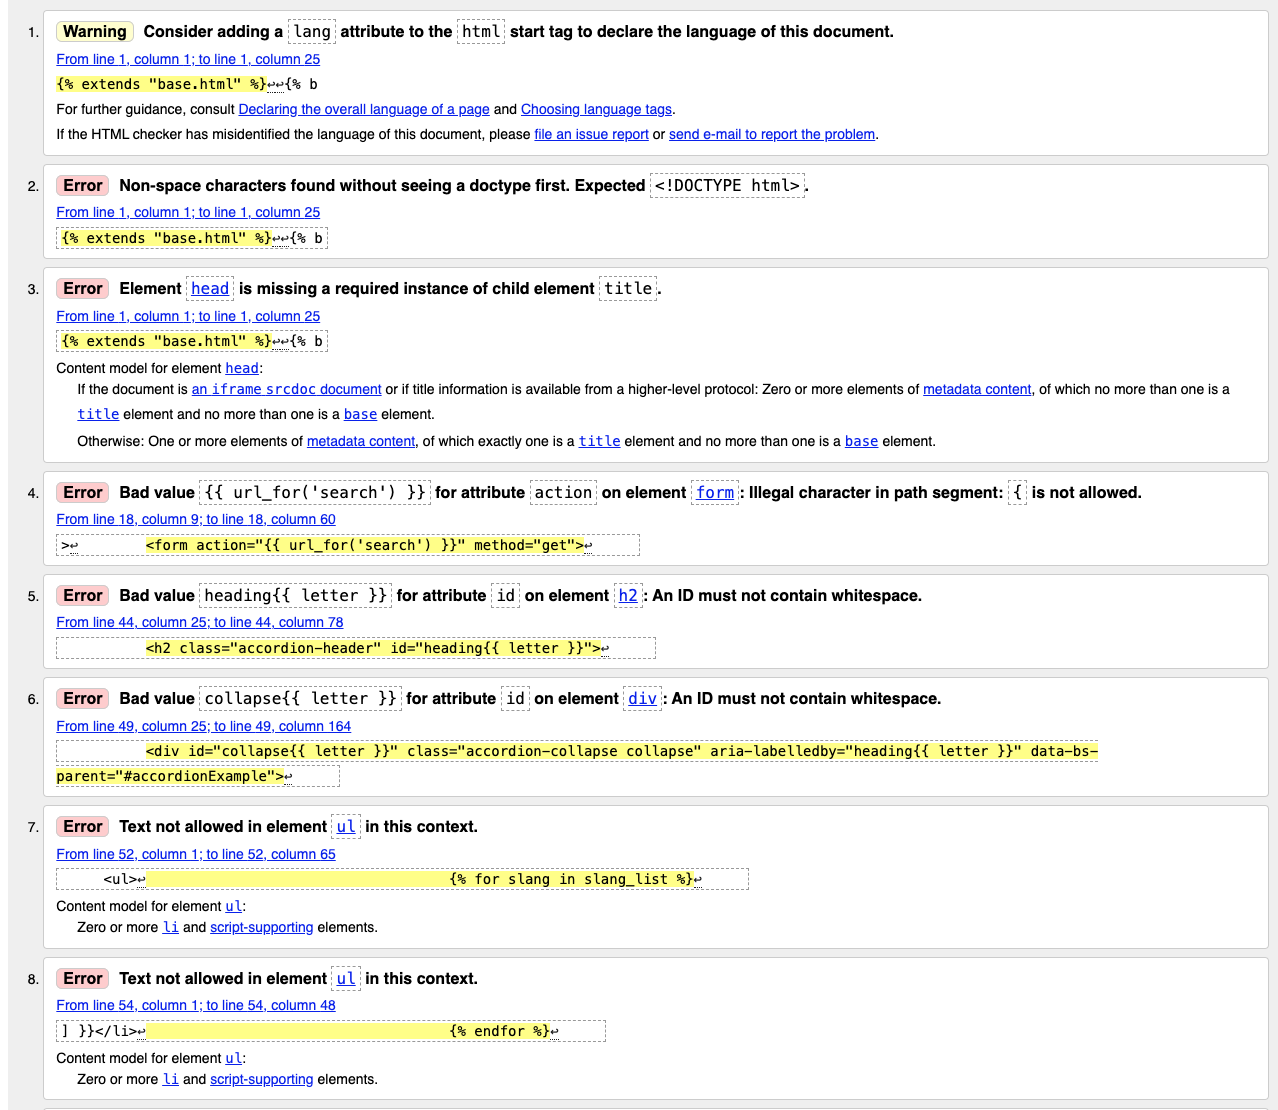 1. Warning Consider adding a lang attribute to the html start tag to declare the language of this document.
From line 1, column 1; to line 1, column 25
{% extends "base.html" %}↩↩{% b
For further guidance, consult Declaring the overall language of a page and Choosing language tags.
If the HTML checker has misidentified the language of this document, please file an issue report or send e-mail to report the problem.
2. Error Non-space characters found without seeing a doctype first. Expected <!DOCTYPE html>.
From line 1, column 1; to line 1, column 25
{% extends "base.html" %}↩↩{% b
3. Error Element head is missing a required instance of child element title.
From line 1, column 1; to line 1, column 25
{% extends "base.html" %}↩↩{% b
Content model for element head:
If the document is an iframe srcdoc document or if title information is available from a higher-level protocol: Zero or more elements of metadata content, of which no more than one is a
title element and no more than one is a base element.
Otherwise: One or more elements of metadata content, of which exactly one is a title element and no more than one is a base element.
4. Error Bad value {{ url_for('search') }} for attribute action on element form: Illegal character in path segment: { is not allowed.
From line 18, column 9; to line 18, column 60
>↩ <form action="{{ url_for('search') }}" method="get">↩
5. Error Bad value heading{{ letter }} for attribute id on element h2: An ID must not contain whitespace.
From line 44, column 25; to line 44, column 78
<h2 class="accordion-header" id="heading{{ letter }}">↩
6. Error Bad value collapse{{ letter }} for attribute id on element div: An ID must not contain whitespace.
From line 49, column 25; to line 49, column 164
<div id="collapse{{ letter }}" class="accordion-collapse collapse" aria-labelledby="heading{{ letter }}" data-bs-
parent="#accordionExample">↩
7. Error Text not allowed in element ul in this context.
From line 52, column 1; to line 52, column 65
<ul>↩ {% for slang in slang_list %}↩
Content model for element ul:
Zero or more li and script-supporting elements.
8. Error Text not allowed in element ul in this context.
From line 54, column 1; to line 54, column 48
] }}</li>↩ {% endfor %}↩
Content model for element ul:
Zero or more li and script-supporting elements.